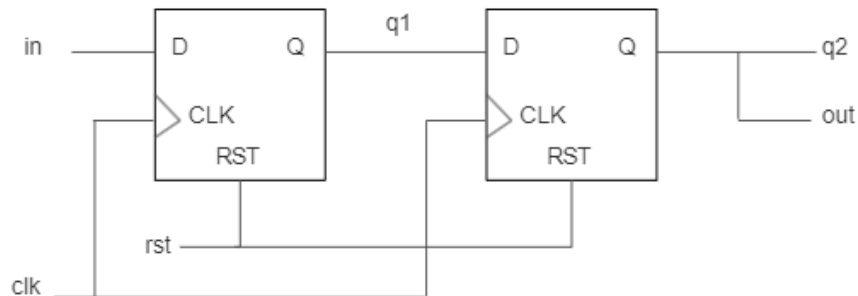 q1
in D Q D Q q2
CLK CLK out
RST RST
rst
clk